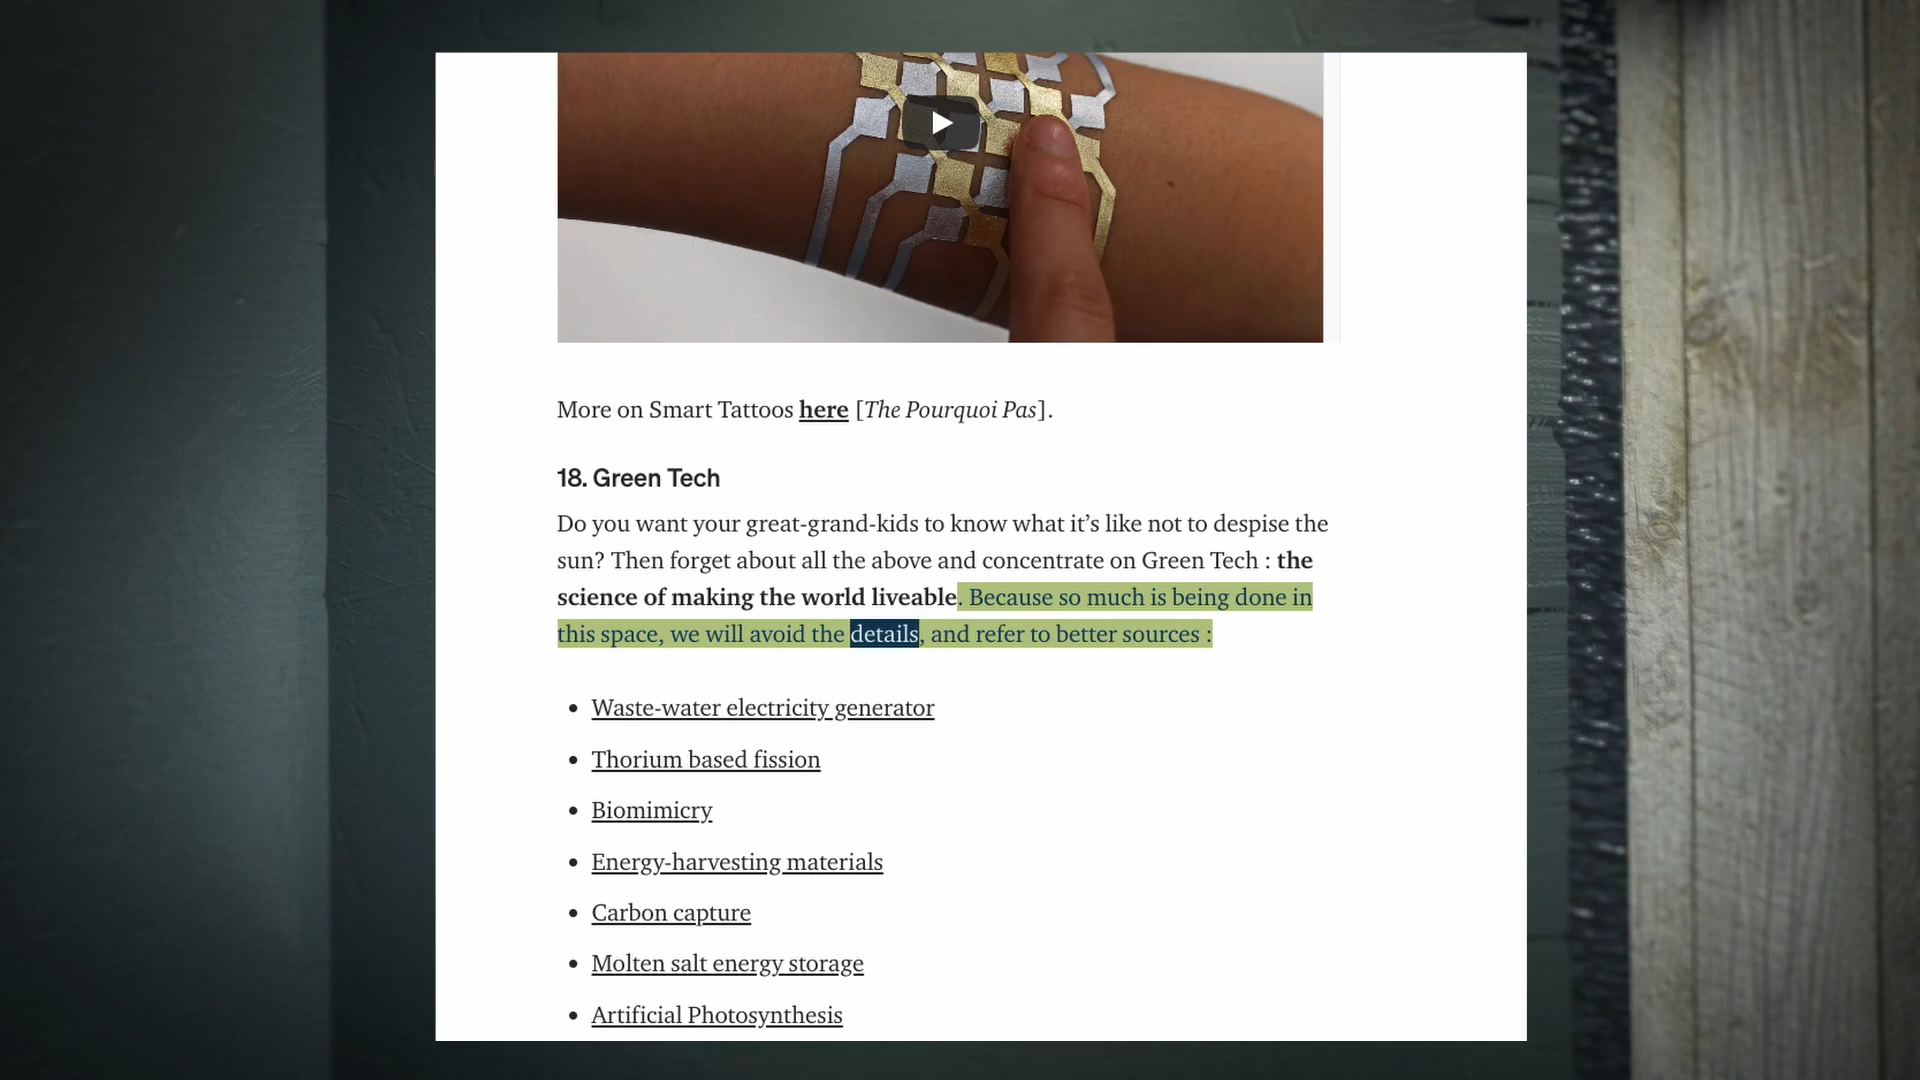 More on Smart Tattoos here [The Pourquoi Pas].
18. Green Tech
Do you want your great-grand-kids to know what it’s like not to despise the
sun? Then forget about all the above and concentrate on Green Tech : the
science of making the world liveable. Because so much is being done in
this space, we will avoid the details, and refer to better sources :
• Waste-water electricity generator
• Thorium based fission
• Biomimicry
• Energy-harvesting materials
• Carbon capture
• Molten salt energy storage
• Artificial Photosynthesis